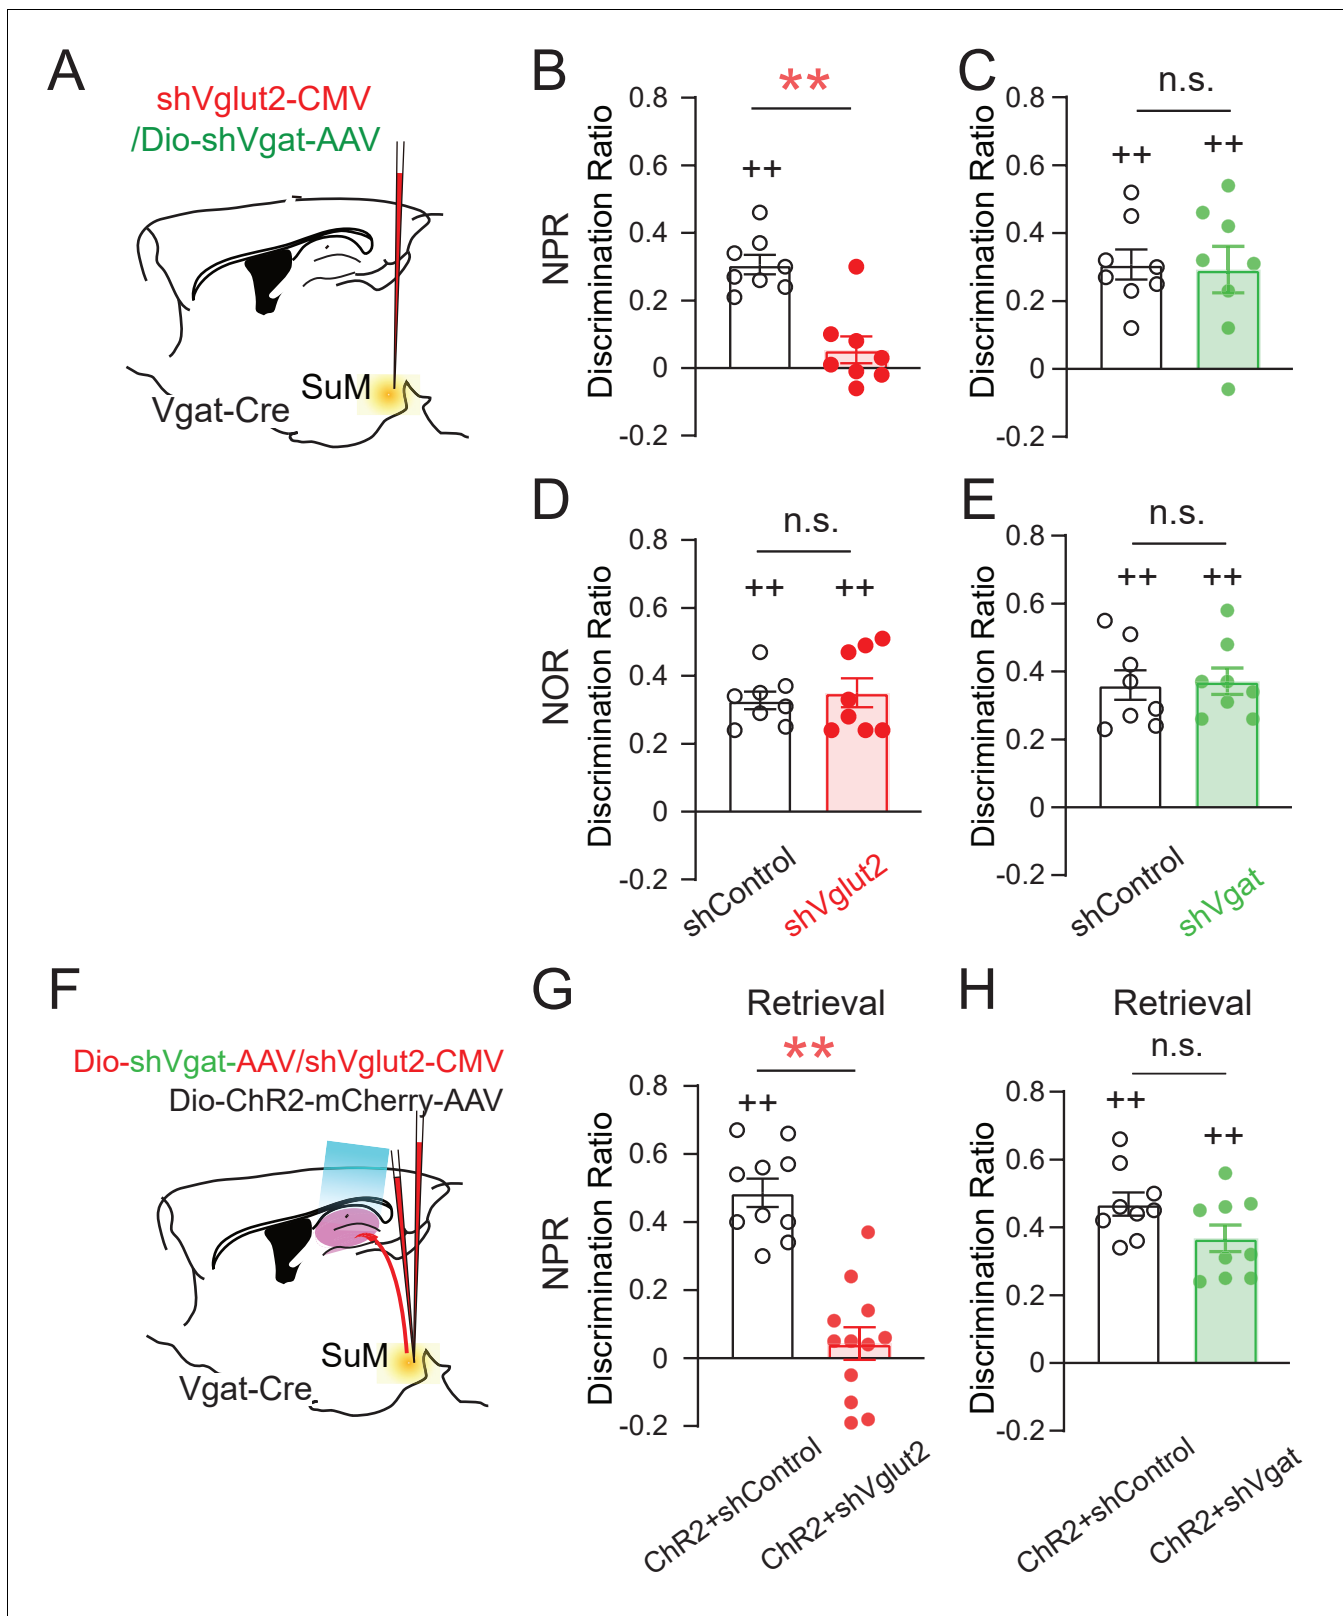 A
shVglut2-CMV
/Dio-shVgat-AAV
SuM
Vgat-Cre
B
**
++
NPR
Discrimination Ratio
0.8
0.6
0.4
0.2
0
-0.2
C
n.s.
++
++
Discrimination Ratio
0.8
0.6
0.4
0.2
0
-0.2
D
n.s.
++
++
NOR
Discrimination Ratio
0.8
0.6
0.4
0.2
0
-0.2
shControl
shVglut2
E
n.s.
++
++
Discrimination Ratio
0.8
0.6
0.4
0.2
0
-0.2
shControl
shVgat
F
Dio-shVgat-AAV/shVglut2-CMV
Dio-ChR2-mCherry-AAV
SuM
Vgat-Cre
G
Retrieval
**
++
NPR
Discrimination Ratio
0.8
0.6
0.4
0.2
0
-0.2
ChR2+shControl
ChR2+shVglut2
H
Retrieval
n.s.
++
++
Discrimination Ratio
0.8
0.6
0.4
0.2
0
-0.2
ChR2+shControl
ChR2+shVgat